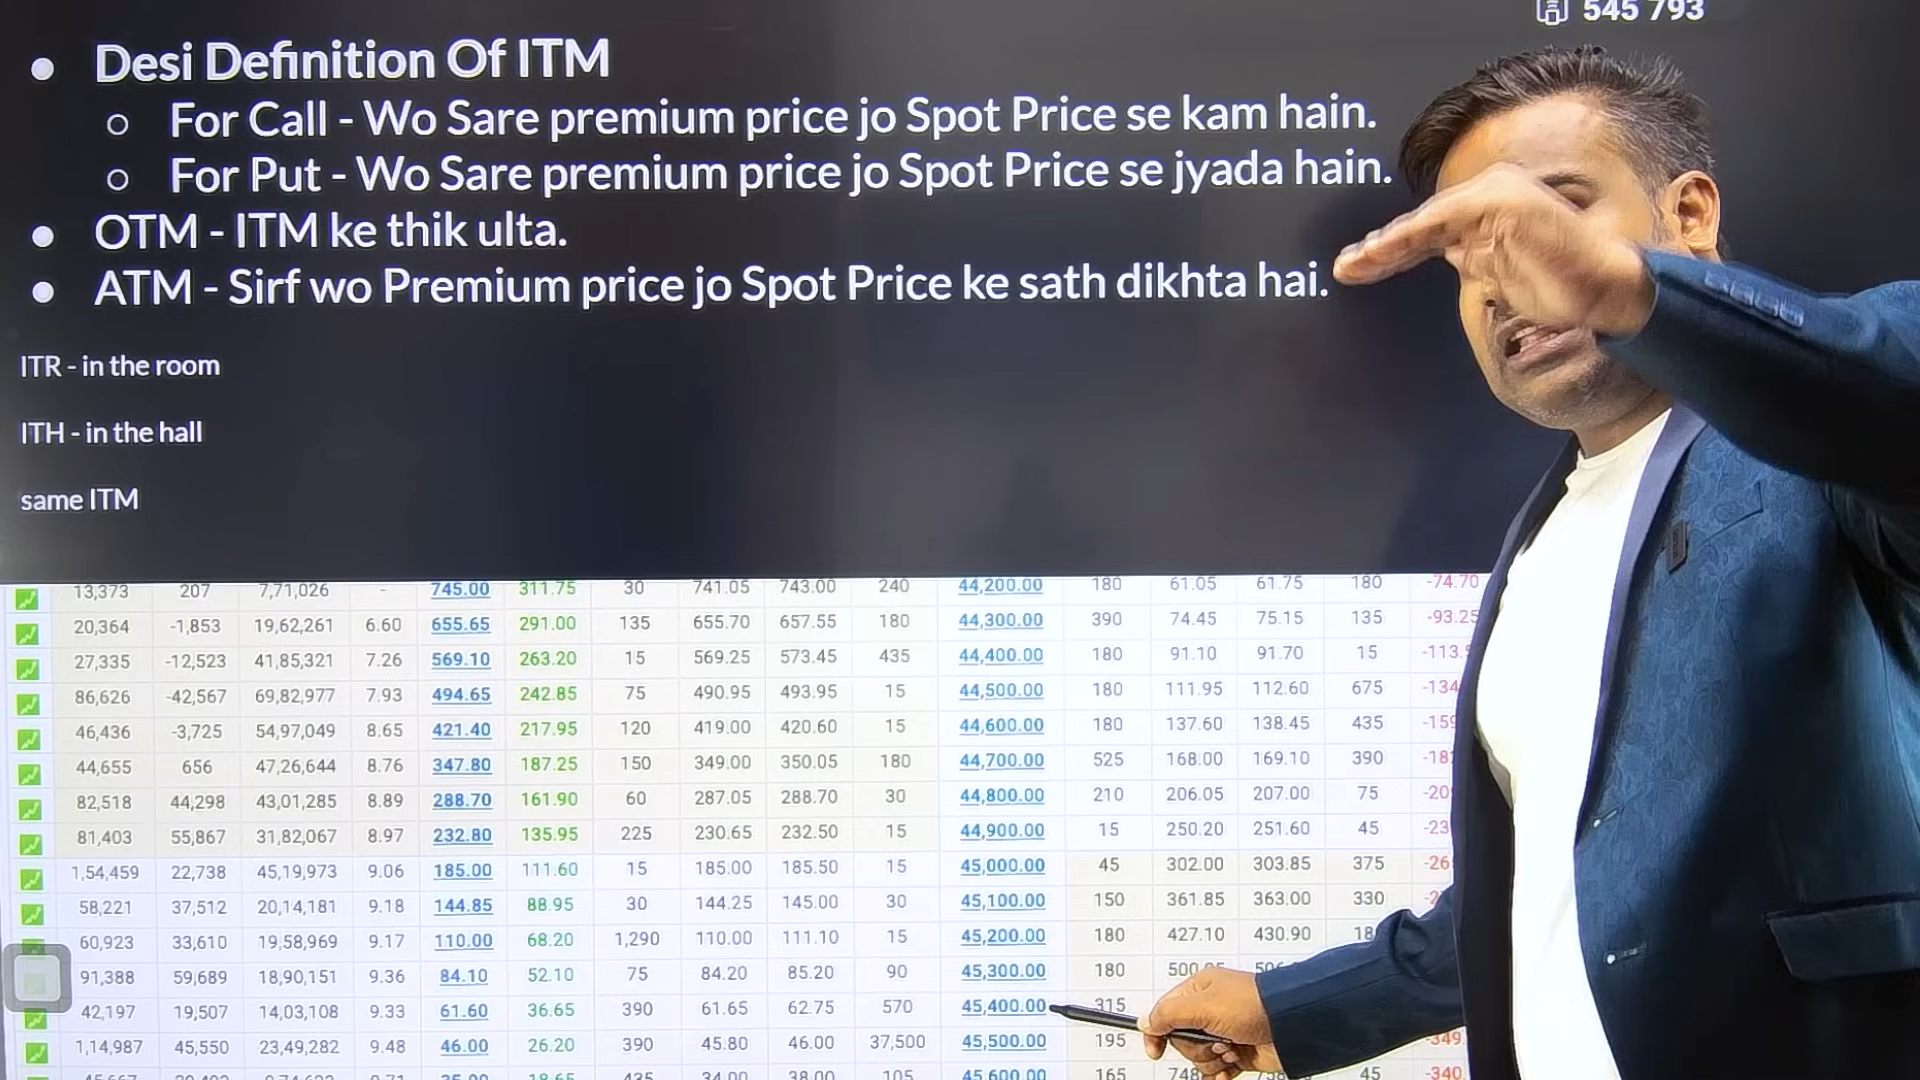 545 793
Desi Definition Of ITM
For Call - Wo Sare premium price jo Spot Price se kam hain.
For Put - Wo Sare premium price jo Spot Price se jyada hain.
OTM - ITM ke thik ulta.
ATM - Sirf wo Premium price jo Spot Price ke sath dikhta hai.
ITR - in the room
ITH - in the hall
same ITM
13,373 207 7,71,026 - 745.00 311.75 30 741.05 743.00 240 44,200.00 180 61.05 61.75 180 -74.70
20,364 -1,853 19,62,261 6.60 655.65 291.00 135 655.70 657.55 180 44,300.00 390 74.45 75.15 135 -93.25
27,335 -12,523 41,85,321 7.26 569.10 263.20 15 569.25 573.45 435 44,400.00 180 91.10 91.70 15
86,626 -42,567 69,82,977 7.93 494.65 242.85 75 490.95 493.95 15 44,500.00 180 111.95 112.60 675
46,436 -3,725 54,97,049 8.65 421.40 217.95 120 419.00 420.60 15 44,600.00 180 137.60 138.45 435
44,655 656 47,26,644 8.76 347.80 187.25 150 349.00 350.05 180 44,700.00 525 168.00 169.10 390
82,518 44,298 43,01,285 8.89 288.70 161.90 60 287.05 288.70 30 44,800.00 210 206.05 207.00 75
81,403 55,867 31,82,067 8.97 232.80 135.95 225 230.65 232.50 15 44,900.00 15 250.20 251.60 45
1,54,459 22,738 45,19,973 9.06 185.00 111.60 15 185.00 185.50 15 45,000.00 45 302.00 303.85 375
58,221 37,512 20,14,181 9.18 144.85 88.95 30 144.25 145.00 30 45,100.00 150 361.85 363.00 330
60,923 33,610 19,58,969 9.17 110.00 68.20 1,290 110.00 111.10 15 45,200.00 180 427.10 430.90
91,388 59,689 18,90,151 9.36 84.10 52.10 75 84.20 85.20 90 45,300.00 180
42,197 19,507 14,03,108 9.33 61.60 36.65 390 61.65 62.75 570 45,400.00 315
1,14,987 45,550 23,49,282 9.48 46.00 26.20 390 45.80 46.00 37,500 45,500.00 195
34.00 38.00 105 45,600.00 165 45 -340